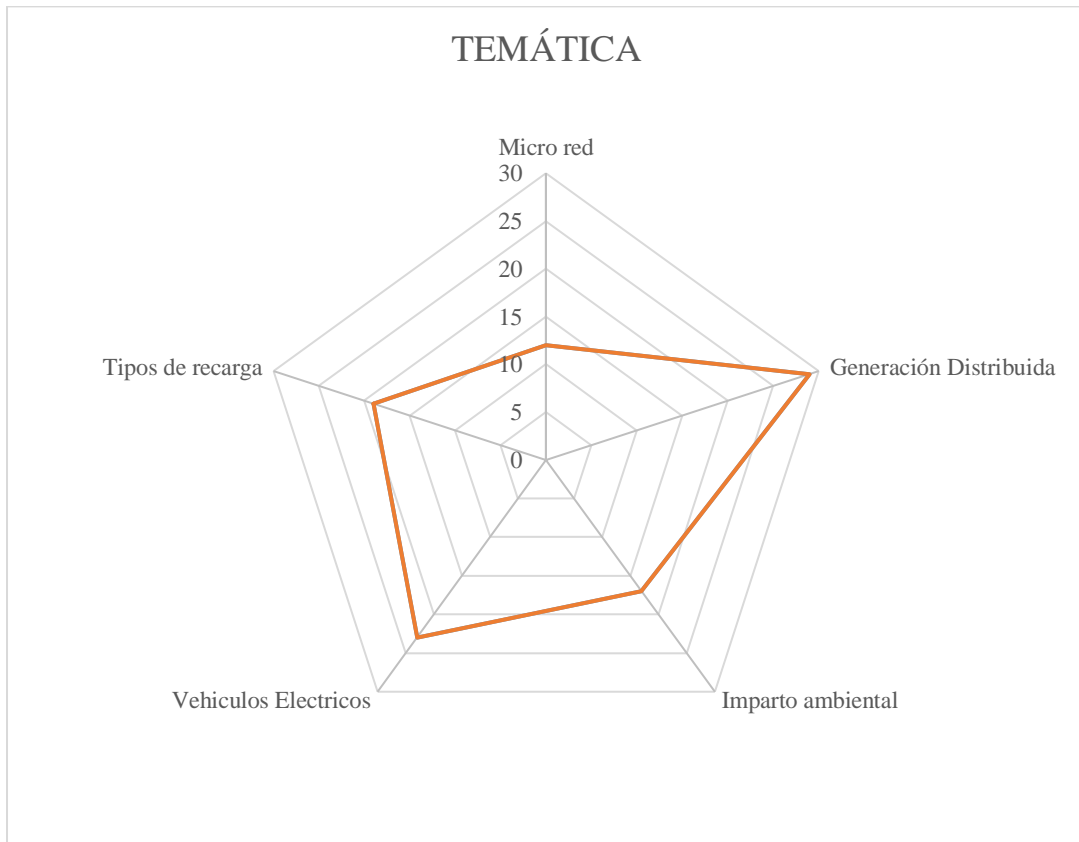 TEMÁTICA
Micro red
30
25
20
15
10
5
0
Generación Distribuida
Imparto ambiental
Vehiculos Electricos
Tipos de recarga